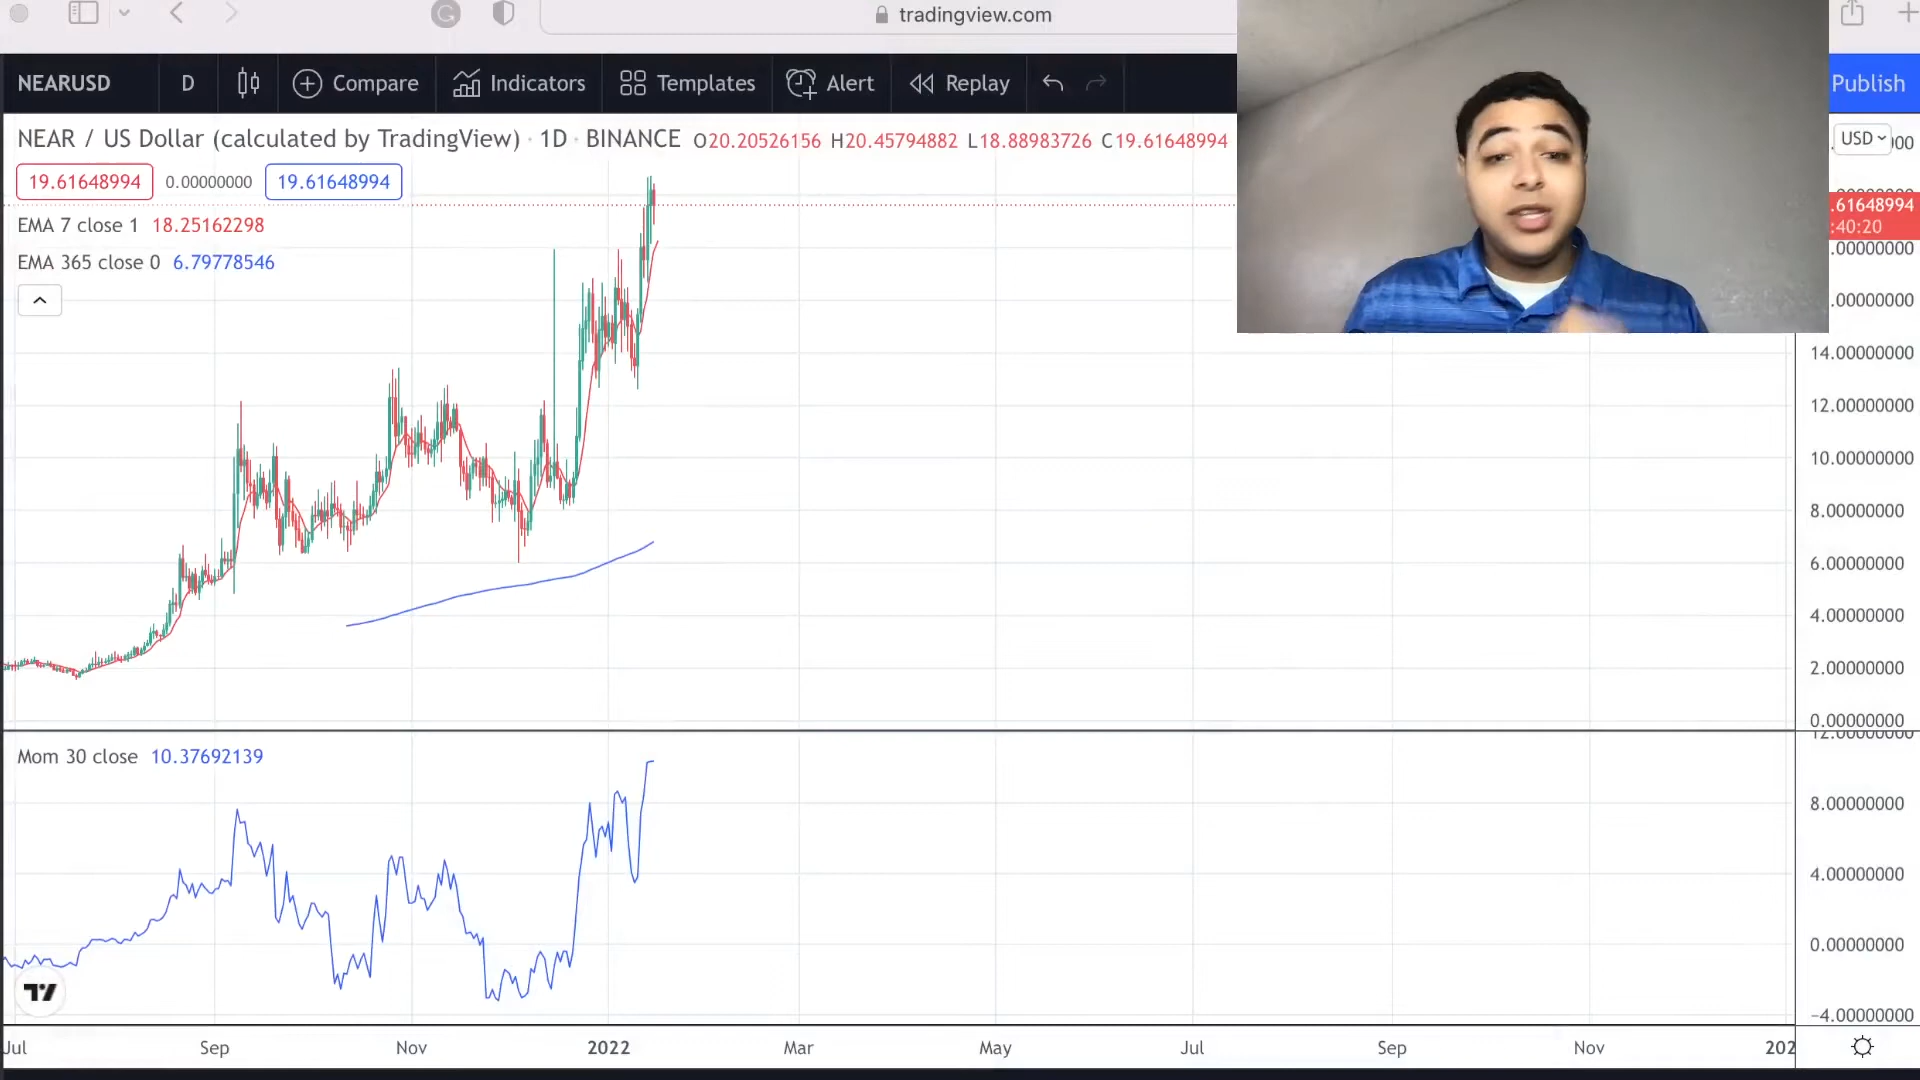 tradingview.com
NEARUSD D Compare Indicators Templates Alert Replay Publish
NEAR / US Dollar (calculated by TradingView) · 1D · BINANCE O20.20526156 H20.45794882 L18.88983726 C19.61648994
USD
19.61648994 0.00000000 19.61648994
.61648994
:40:20
EMA 7 close 1 18.25162298
.00000000
EMA 365 close 0 6.79778546
.00000000
14.00000000
12.00000000
10.00000000
8.00000000
6.00000000
4.00000000
2.00000000
0.00000000
12.00000000
Mom 30 close 10.37692139
8.00000000
4.00000000
0.00000000
−4.00000000
Jul Sep Nov 2022 Mar May Jul Sep Nov 202